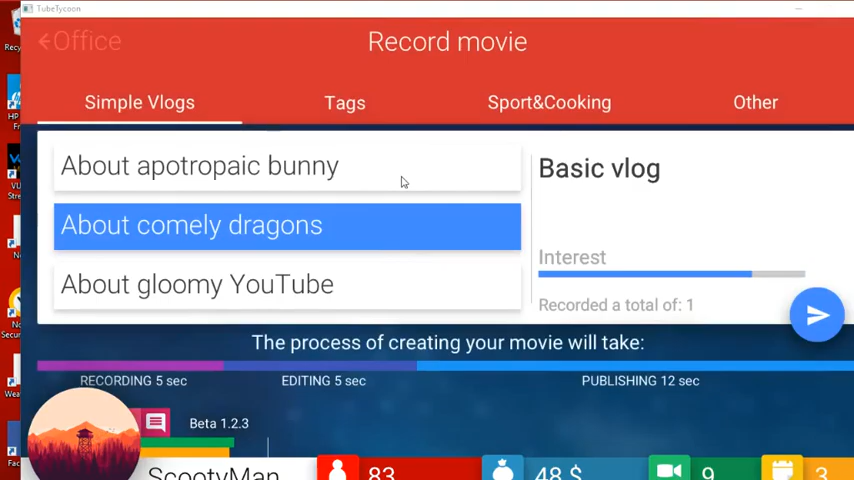 TubeTycoon
Office
Record movie
Simple Vlogs
Tags
Sport&Cooking
Other
About apotropaic bunny
Basic vlog
About comely dragons
Interest
About gloomy YouTube
Recorded a total of: 1
The process of creating your movie will take:
RECORDING 5 sec
EDITING 5 sec
PUBLISHING 12 sec
Beta 1.2.3
ScootyMan
83
48 $
9
3